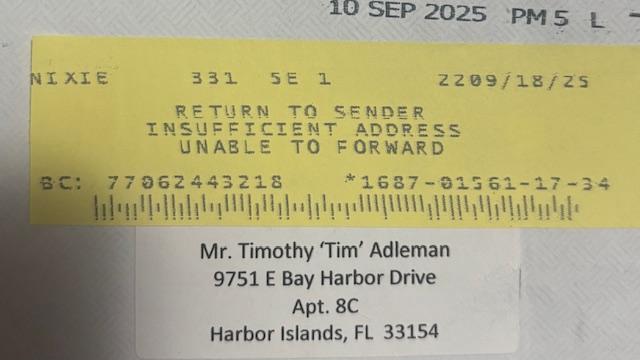 10 SEP 2025 PM 5 L
NIXIE 331 5E 1 2209/18/25
RETURN TO SENDER
INSUFFICIENT ADDRESS
UNABLE TO FORWARD
BC: 77062443218 *1687-01561-17-34
Mr. Timothy ‘Tim’ Adleman
9751 E Bay Harbor Drive
Apt. 8C
Harbor Islands, FL 33154